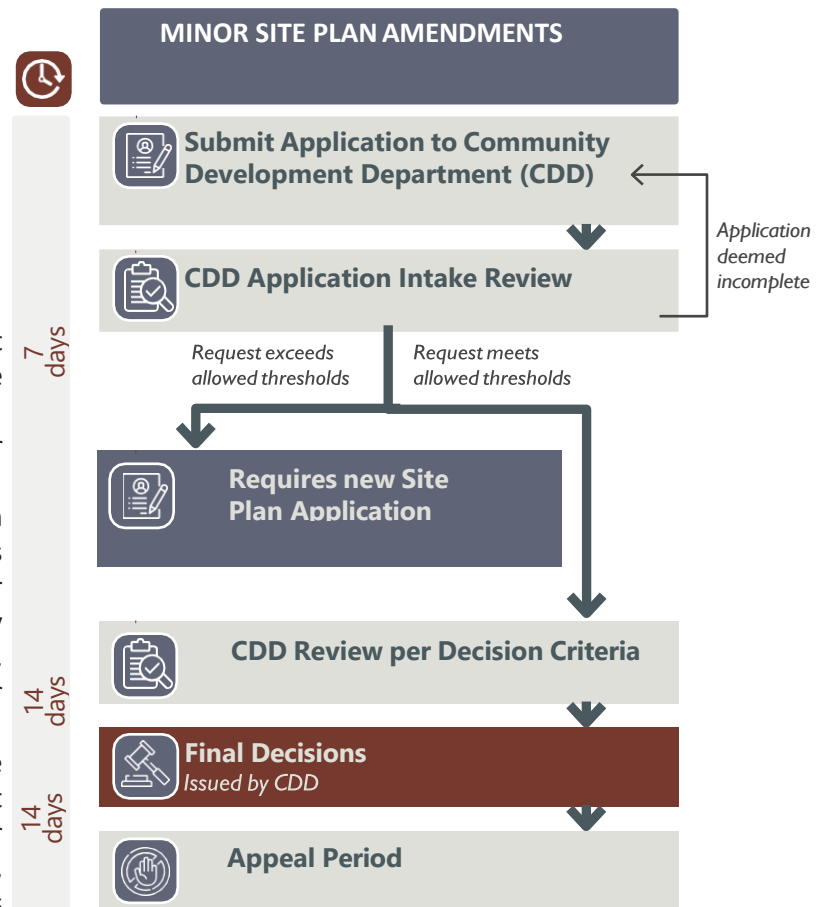 MINOR SITE PLAN AMENDMENTS
Submit Application to Community
Development Department (CDD)
Application
deemed
incomplete
CDD Application Intake Review
7
days
Request exceeds
allowed thresholds
Request meets
allowed thresholds
Requires new Site
Plan Application
CDD Review per Decision Criteria
14
days
Final Decisions
Issued by CDD
14
days
Appeal Period